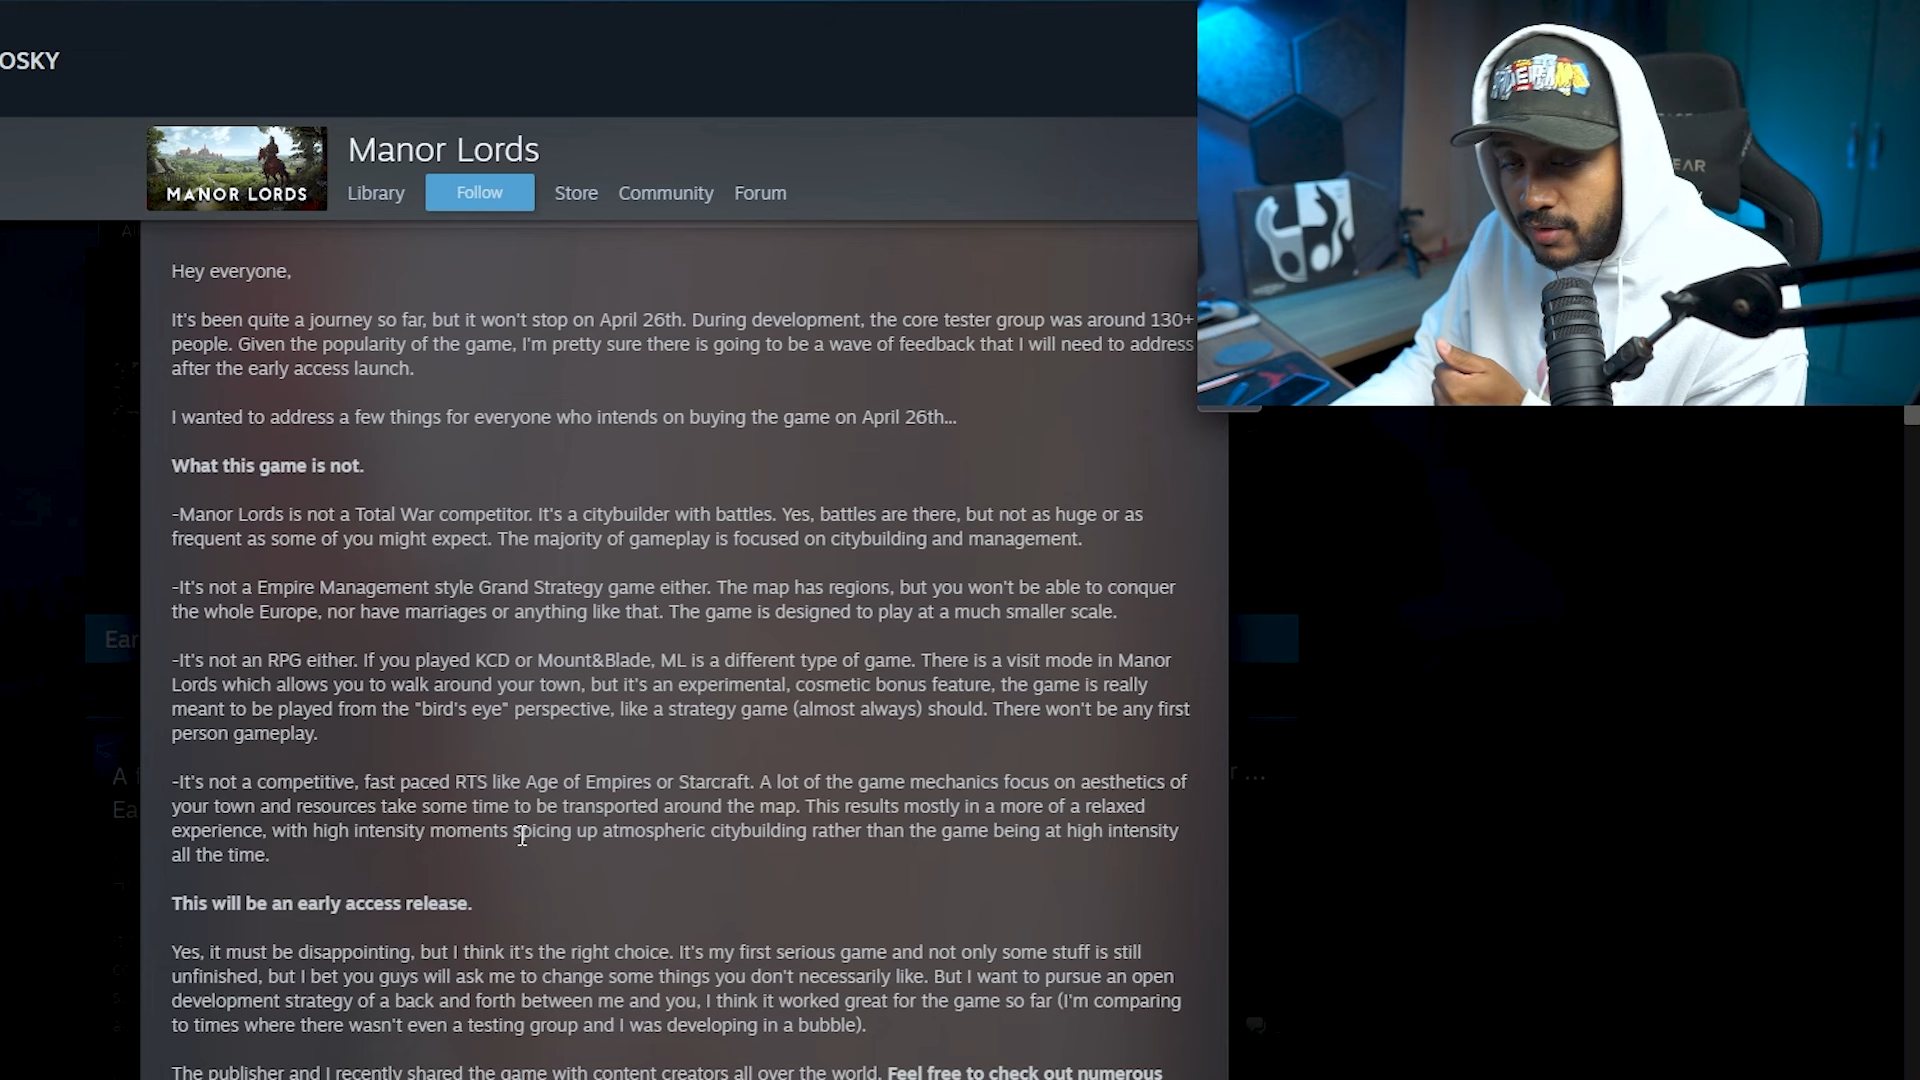 OSKY
MANOR LORDS
Manor Lords
Library
Follow
Store
Community
Forum
Hey everyone,
It's been quite a journey so far, but it won't stop on April 26th. During development, the core tester group was around 130+
people. Given the popularity of the game, I'm pretty sure there is going to be a wave of feedback that I will need to address
after the early access launch.
I wanted to address a few things for everyone who intends on buying the game on April 26th...
What this game is not.
-Manor Lords is not a Total War competitor. It's a citybuilder with battles. Yes, battles are there, but not as huge or as
frequent as some of you might expect. The majority of gameplay is focused on citybuilding and management.
-It's not a Empire Management style Grand Strategy game either. The map has regions, but you won't be able to conquer
the whole Europe, nor have marriages or anything like that. The game is designed to play at a much smaller scale.
-It's not an RPG either. If you played KCD or Mount&Blade, ML is a different type of game. There is a visit mode in Manor
Lords which allows you to walk around your town, but it's an experimental, cosmetic bonus feature, the game is really
meant to be played from the "bird's eye" perspective, like a strategy game (almost always) should. There won't be any first
person gameplay.
-It's not a competitive, fast paced RTS like Age of Empires or Starcraft. A lot of the game mechanics focus on aesthetics of
your town and resources take some time to be transported around the map. This results mostly in a more of a relaxed
experience, with high intensity moments spicing up atmospheric citybuilding rather than the game being at high intensity
all the time.
This will be an early access release.
Yes, it must be disappointing, but I think it's the right choice. It's my first serious game and not only some stuff is still
unfinished, but I bet you guys will ask me to change some things you don't necessarily like. But I want to pursue an open
development strategy of a back and forth between me and you, I think it worked great for the game so far (I'm comparing
to times where there wasn't even a testing group and I was developing in a bubble).
The publisher and I recently shared the game with content creators all over the world. Feel free to check out numerous
Ear
A f
Ea
r ...
EAR